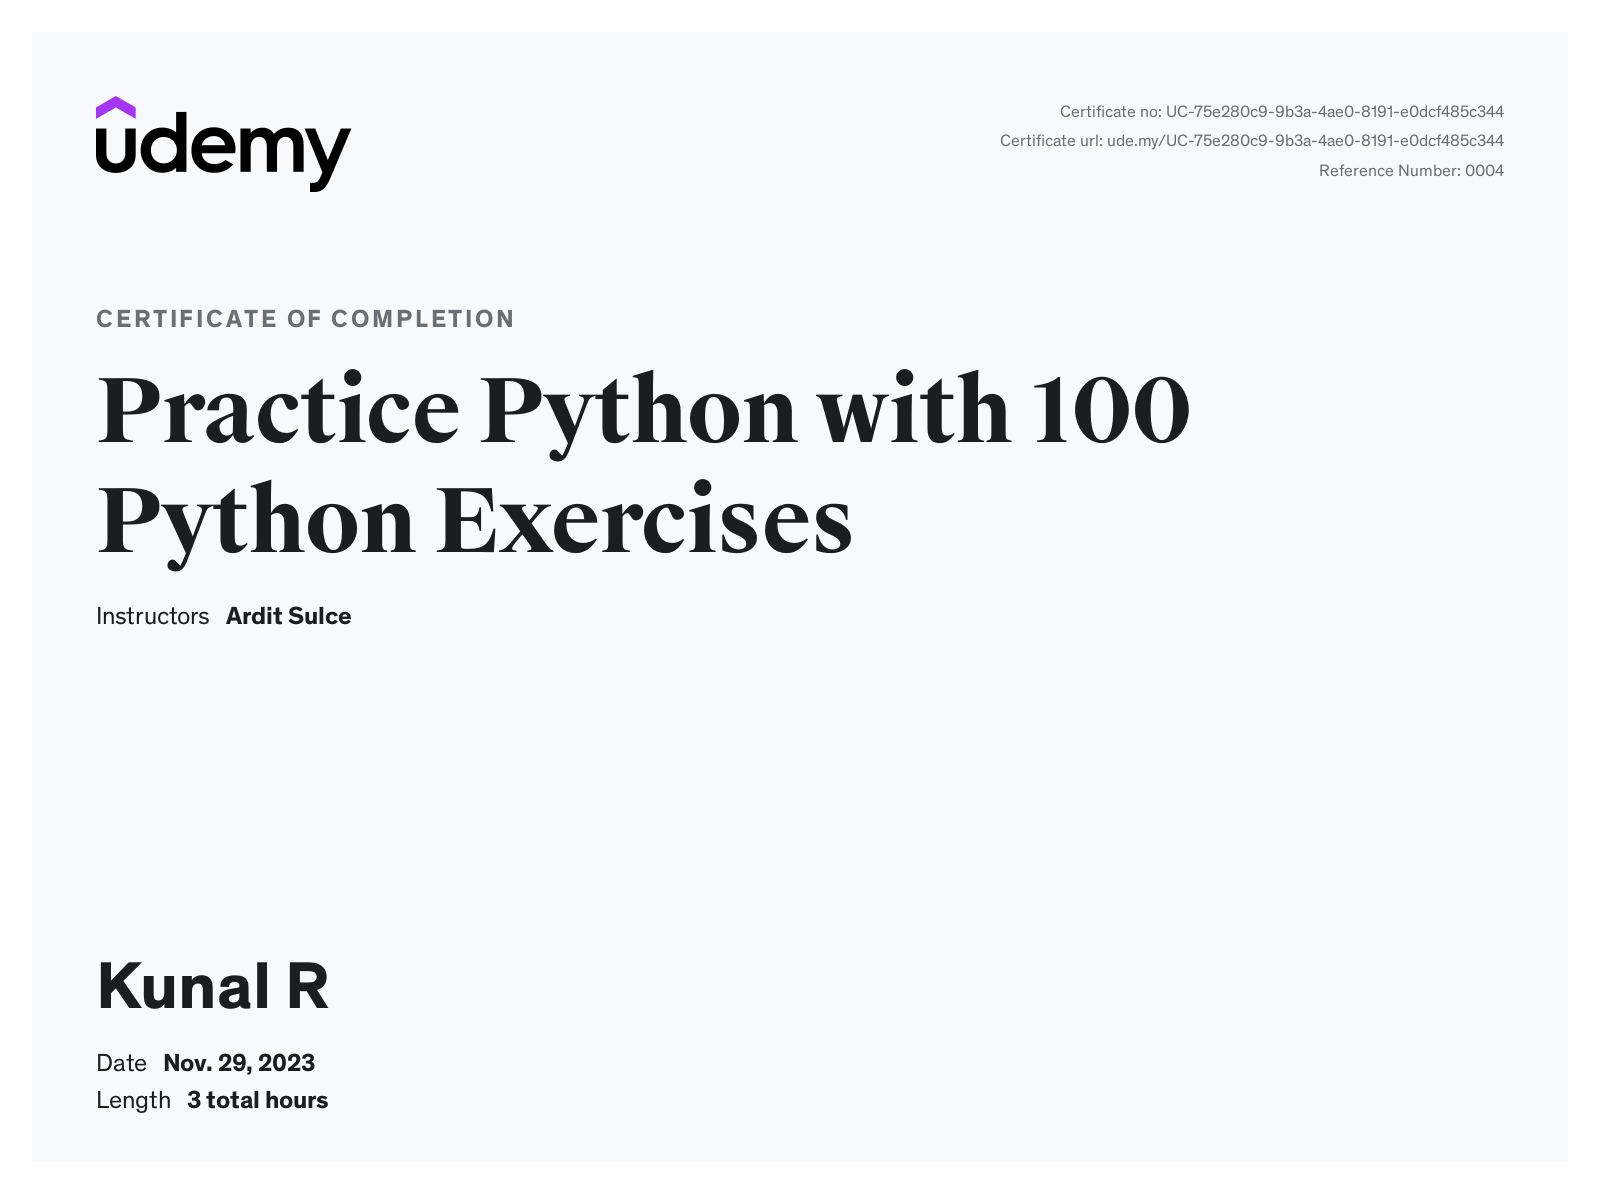 udemy
Certificate no: UC-75e280c9-9b3a-4ae0-8191-e0dcf485c344
Certificate url: ude.my/UC-75e280c9-9b3a-4ae0-8191-e0dcf485c344
Reference Number: 0004
CERTIFICATE OF COMPLETION
Practice Python with 100
Python Exercises
Instructors Ardit Sulce
Kunal R
Date Nov. 29, 2023
Length 3 total hours